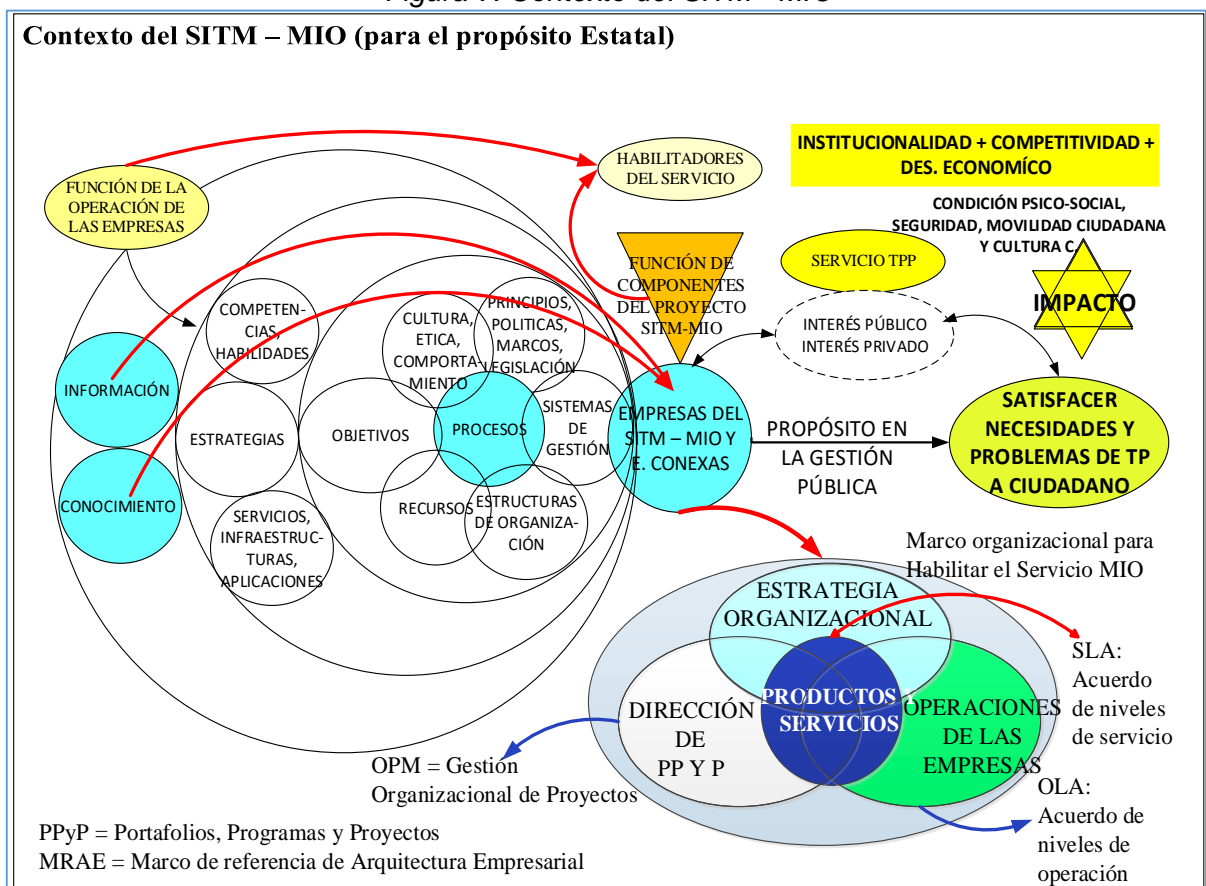 Figura 1. Contexto del SITM - MIO
Contexto del SITM – MIO (para el propósito Estatal)
FUNCIÓN DE LA
OPERACIÓN DE
LAS EMPRESAS
HABILITADORES
DEL SERVICIO
INSTITUCIONALIDAD + COMPETITIVIDAD +
DES. ECONOMÍCO
CONDICIÓN PSICO-SOCIAL,
SEGURIDAD, MOVILIDAD CIUDADANA
Y CULTURA C.
IMPACTO
SERVICIO TPP
INTERÉS PÚBLICO
INTERÉS PRIVADO
FUNCIÓN DE
COMPONENTES
DEL PROYECTO
SITM-MIO
INFORMACIÓN
CONOCIMIENTO
COMPETEN-
CIAS,
HABILIDADES
ESTRATEGIAS
SERVICIOS,
INFRAESTRUC-
TURAS,
APLICACIONES
OBJETIVOS
CULTURA,
ETICA,
COMPORTA-
MIENTO
PRINCIPIOS,
POLITICAS,
MARCOS,
LEGISLACIÓN
PROCESOS
SISTEMAS
DE
GESTIÓN
RECURSOS
ESTRUCTURAS
DE ORGANIZA-
CIÓN
EMPRESAS DEL
SITM – MIO Y
E. CONEXAS
PROPÓSITO EN
LA GESTIÓN
PÚBLICA
SATISFACER
NECESIDADES Y
PROBLEMAS DE TP
A CIUDADANO
Marco organizacional para
Habilitar el Servicio MIO
ESTRATEGIA
ORGANIZACIONAL
PRODUCTOS Y
SERVICIOS
DIRECCIÓN
DE
PP Y P
OPERACIONES
DE LAS
EMPRESAS
SLA:
Acuerdo
de niveles
de servicio
OLA:
Acuerdo de
niveles de
operación
OPM = Gestión
Organizacional de Proyectos
PPyP = Portafolios, Programas y Proyectos
MRAE = Marco de referencia de Arquitectura Empresarial